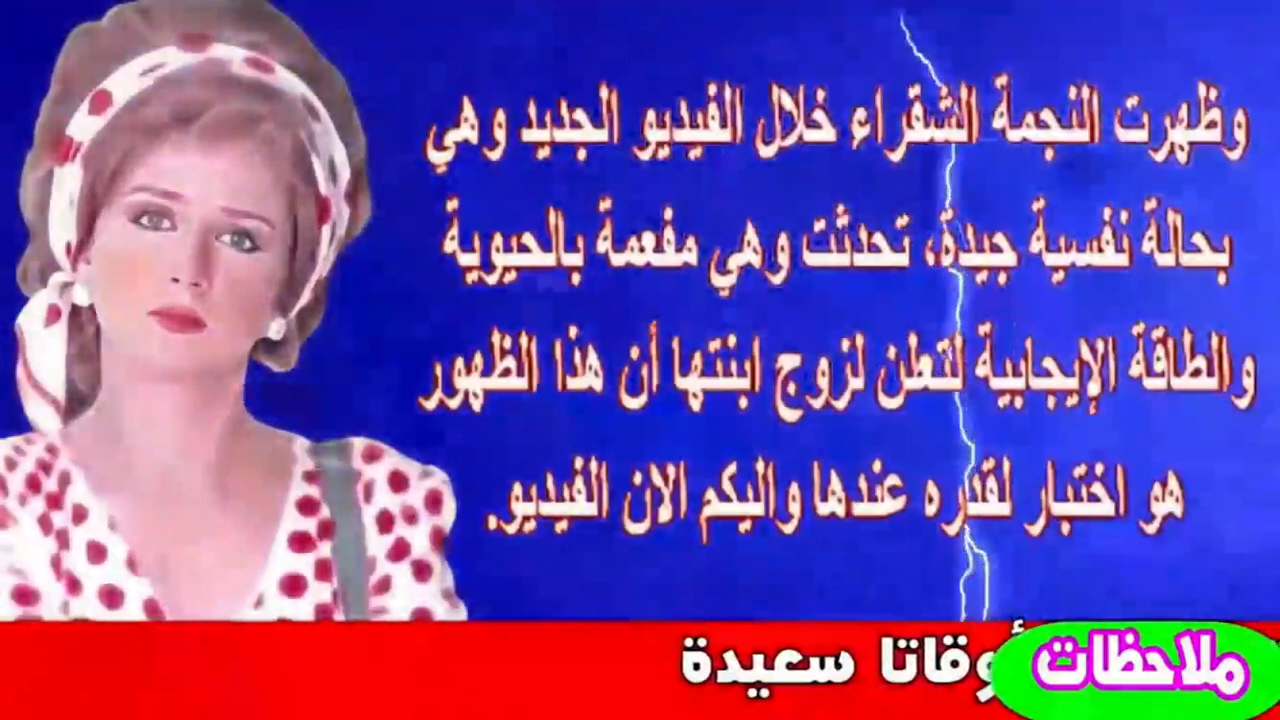 وظهرت النجمة الشقراء خلال الفيديو الجديد وهي
بحالة نفسية جيدة، تحدثت وهي مفعمة بالحيوية
والطاقة الإيجابية لتعلن لزوج ابنتها أن هذا الظهور
هو اختبار لقدره عندها واليكم الان الفيديو.
ملاحظات
أوقاتا سعيدة